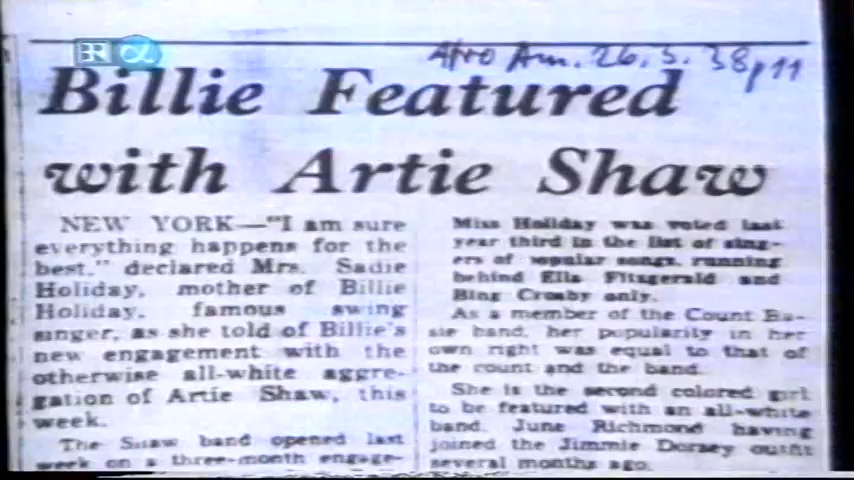 BR α
Afro Am. 26.3.38 p 11
Billie Featured
with Artie Shaw
NEW YORK—"I am sure
everything happens for the
best," declared Mrs. Sadie
Holiday, mother of Billie
Holiday, famous swing
singer, as she told of Billie's
new engagement with the
otherwise all-white aggre-
gation of Artie Shaw, this
week.
The Shaw band opened last
week on a three-month engage-
Miss Holiday was voted last
year third in the list of sing-
ers of popular songs, running
behind Ella Fitzgerald and
Bing Crosby only.
As a member of the Count Ba-
sie band, her popularity in her
own right was equal to that of
the count and the band.
She is the second colored girl
to be featured with an all-white
band, June Richmond having
joined the Jimmie Dorsey outfit
several months ago.